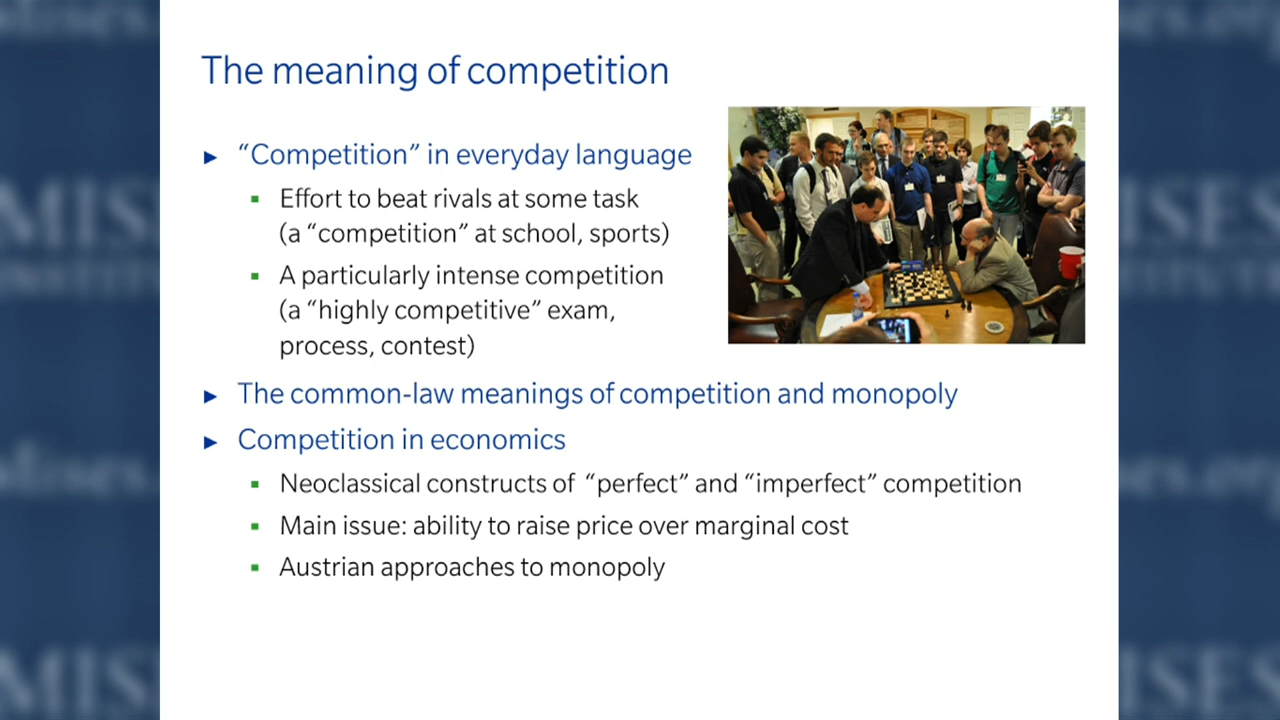 The meaning of competition
► “Competition” in everyday language
▪ Effort to beat rivals at some task
(a “competition” at school, sports)
▪ A particularly intense competition
(a “highly competitive” exam,
process, contest)
► The common-law meanings of competition and monopoly
► Competition in economics
▪ Neoclassical constructs of “perfect” and “imperfect” competition
▪ Main issue: ability to raise price over marginal cost
▪ Austrian approaches to monopoly